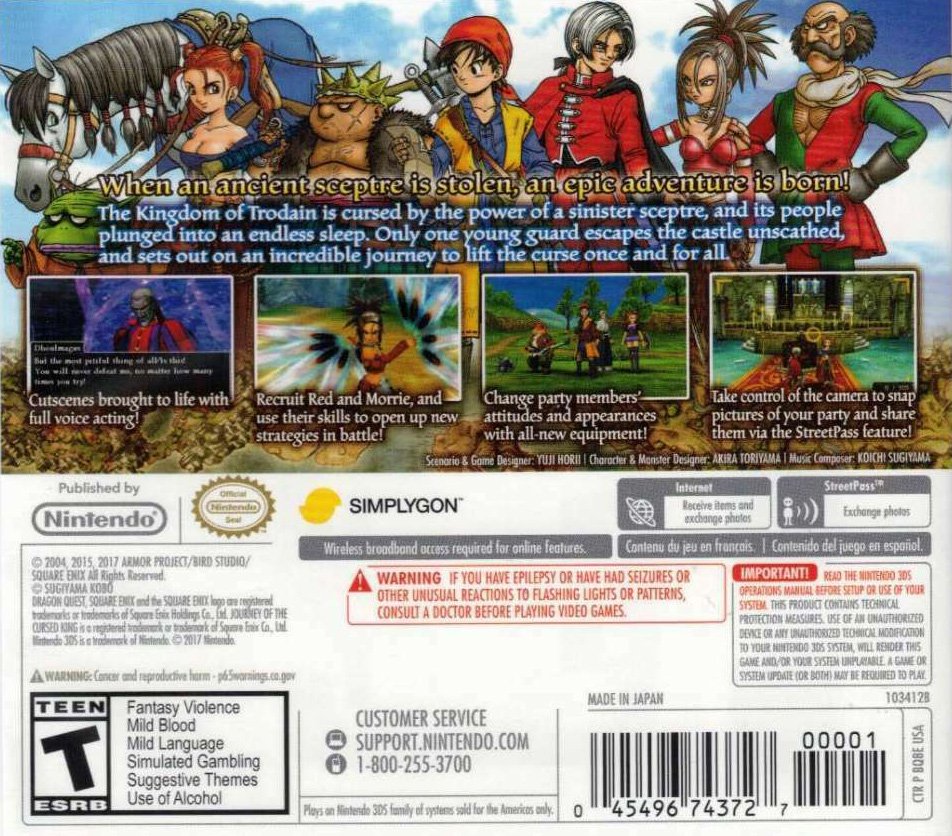 When an ancient sceptre is stolen, an epic adventure is born!
The Kingdom of Trodain is cursed by the power of a sinister sceptre, and its people
plunged into an endless sleep. Only one young guard escapes the castle unscathed,
and sets out on an incredible journey to lift the curse once and for all.
Dhoulmagus
But the most pitiful thing of all is this!
You will never defeat me, no matter how many
times you try!
Cutscenes brought to life with
full voice acting!
Recruit Red and Morrie, and
use their skills to open up new
strategies in battle!
Change party members'
attitudes and appearances
with all-new equipment!
Take control of the camera to snap
pictures of your party and share
them via the StreetPass feature!
Scenario & Game Designer: YUJI HORII | Character & Monster Designer: AKIRA TORIYAMA | Music Composer: KOICHI SUGIYAMA
Published by
Nintendo®
Official
Nintendo
Seal
SIMPLYGON™
Internet
Receive items and
exchange photos
StreetPass™
Exchange photos
Wireless broadband access required for online features.
Contenu du jeu en français. | Contenido del juego en español.
© 2004, 2015, 2017 ARMOR PROJECT/BIRD STUDIO/
SQUARE ENIX All Rights Reserved.
© SUGIYAMA KOBO
DRAGON QUEST, SQUARE ENIX and the SQUARE ENIX logo are registered
trademarks or trademarks of Square Enix Holdings Co., Ltd. JOURNEY OF THE
CURSED KING is a registered trademark or trademark of Square Enix Co., Ltd.
Nintendo 3DS is a trademark of Nintendo. © 2017 Nintendo.
WARNING IF YOU HAVE EPILEPSY OR HAVE HAD SEIZURES OR
OTHER UNUSUAL REACTIONS TO FLASHING LIGHTS OR PATTERNS,
CONSULT A DOCTOR BEFORE PLAYING VIDEO GAMES.
IMPORTANT! READ THE NINTENDO 3DS
OPERATIONS MANUAL BEFORE SETUP OR USE OF YOUR
SYSTEM. THIS PRODUCT CONTAINS TECHNICAL
PROTECTION MEASURES. USE OF AN UNAUTHORIZED
DEVICE OR ANY UNAUTHORIZED TECHNICAL MODIFICATION
TO YOUR NINTENDO 3DS SYSTEM, WILL RENDER THIS
GAME AND/OR YOUR SYSTEM UNPLAYABLE. A GAME OR
SYSTEM UPDATE (OR BOTH) MAY BE REQUIRED TO PLAY.
WARNING: Cancer and reproductive harm - p65warnings.ca.gov
TEEN
T
ESRB
Fantasy Violence
Mild Blood
Mild Language
Simulated Gambling
Suggestive Themes
Use of Alcohol
CUSTOMER SERVICE
SUPPORT.NINTENDO.COM
1-800-255-3700
Plays on Nintendo 3DS family of systems sold for the Americas only.
MADE IN JAPAN
103412B
00001
0 45496 74372 7
CTR P BQBE USA